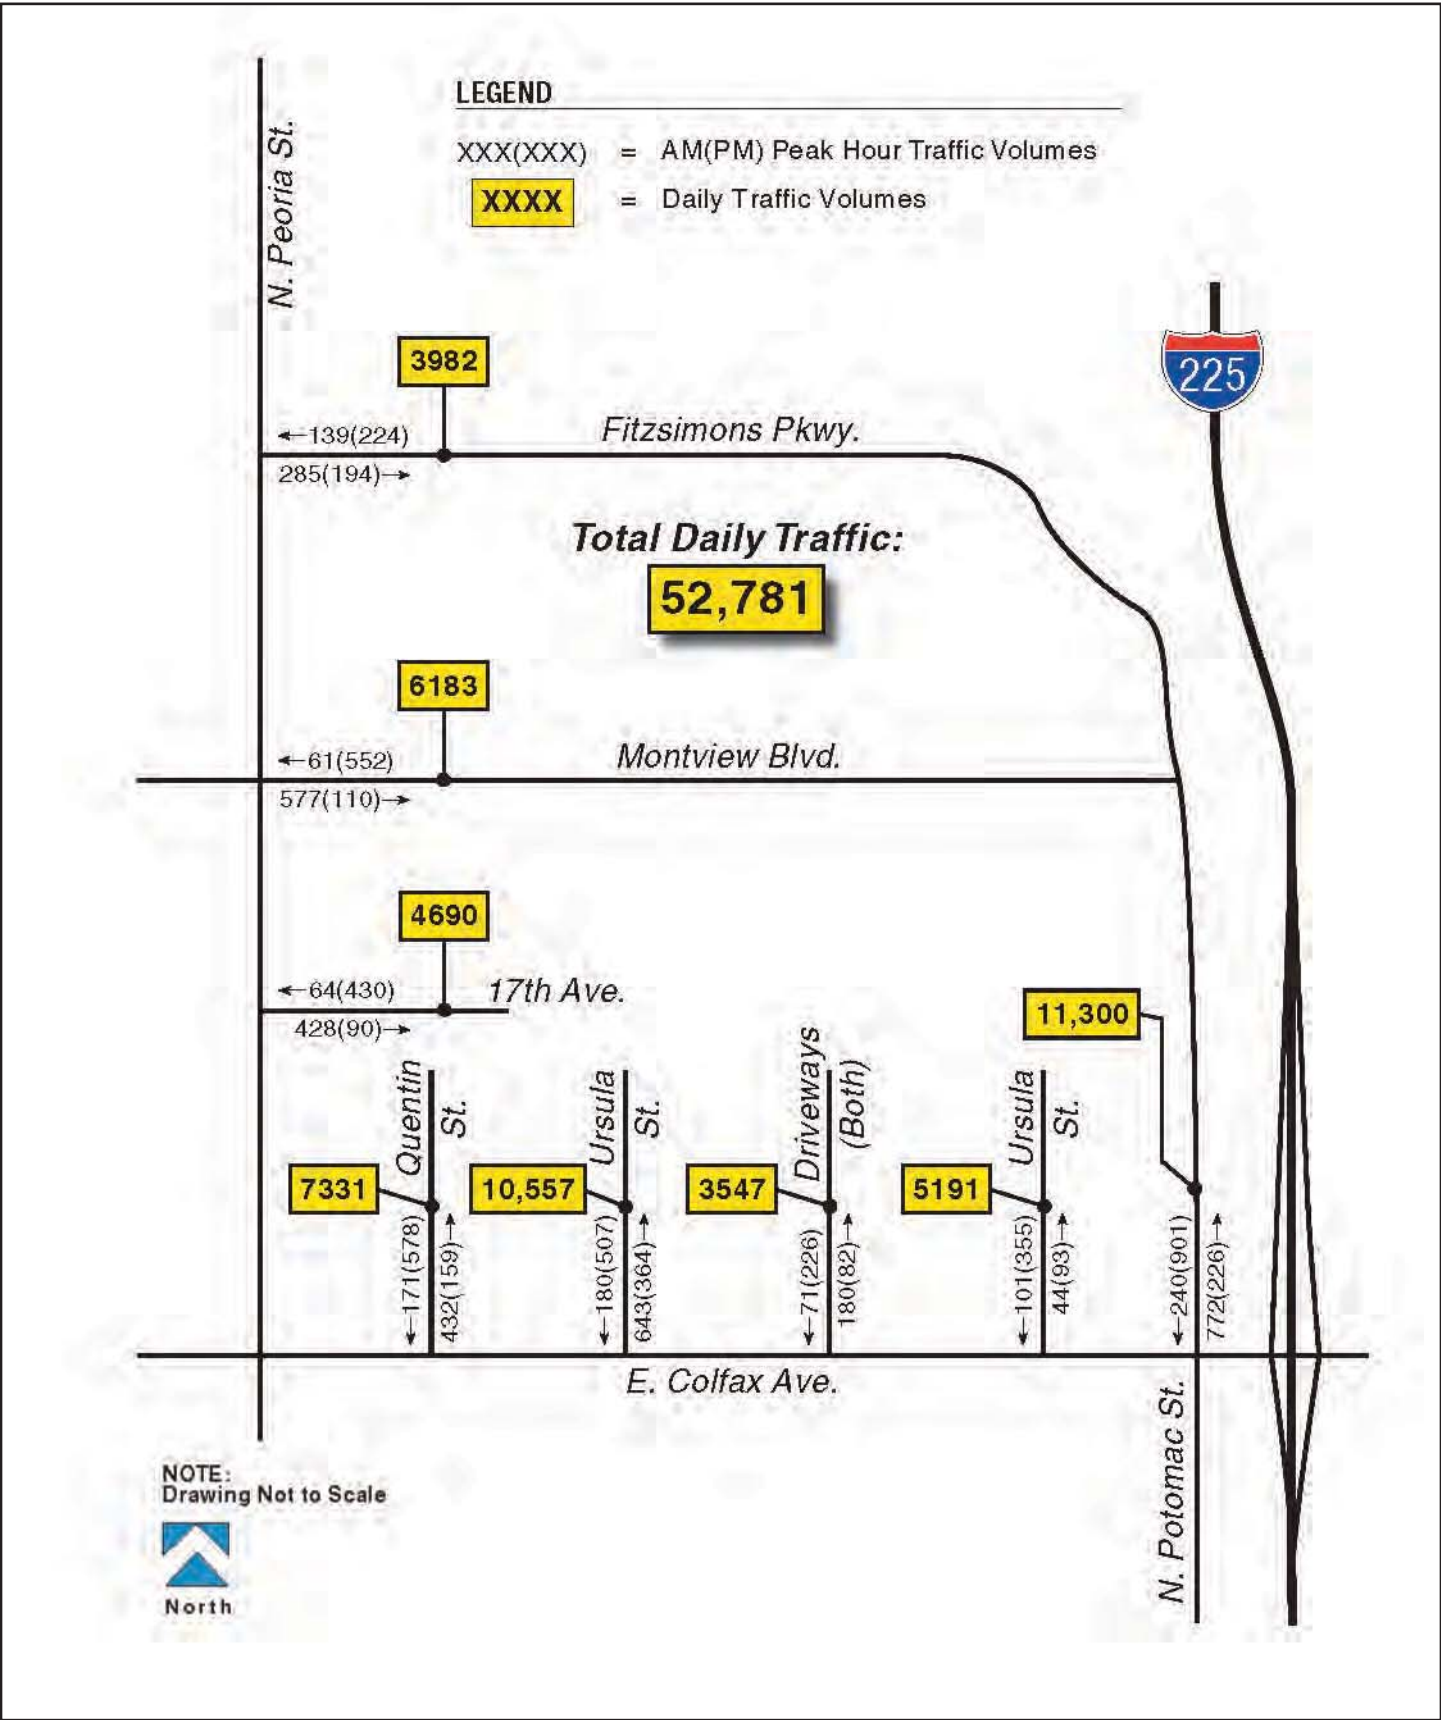 LEGEND
XXX(XXX) = AM(PM) Peak Hour Traffic Volumes
XXXX = Daily Traffic Volumes
N. Peoria St.
225
3982
←139(224)
Fitzsimons Pkwy.
285(194)→
Total Daily Traffic:
52,781
6183
←61(552)
Montview Blvd.
577(110)→
4690
←64(430)
17th Ave.
428(90)→
11,300
Quentin
St.
Ursula
St.
Driveways
(Both)
Ursula
St.
7331
10,557
3547
5191
←171(578)
432(159)→
←180(507)
643(364)→
←71(226)
180(82)→
←101(355)
44(93)→
←240(901)
772(226)→
E. Colfax Ave.
N. Potomac St.
NOTE:
Drawing Not to Scale
North